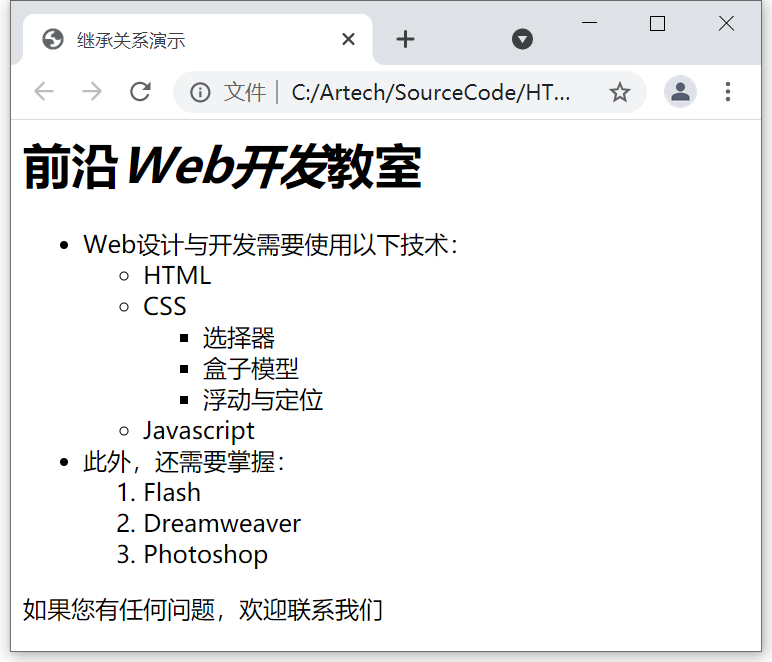 继承关系演示
文件 | C:/Artech/SourceCode/HT...
前沿Web开发教室
Web设计与开发需要使用以下技术：
HTML
CSS
选择器
盒子模型
浮动与定位
Javascript
此外，还需要掌握：
1. Flash
2. Dreamweaver
3. Photoshop
如果您有任何问题，欢迎联系我们